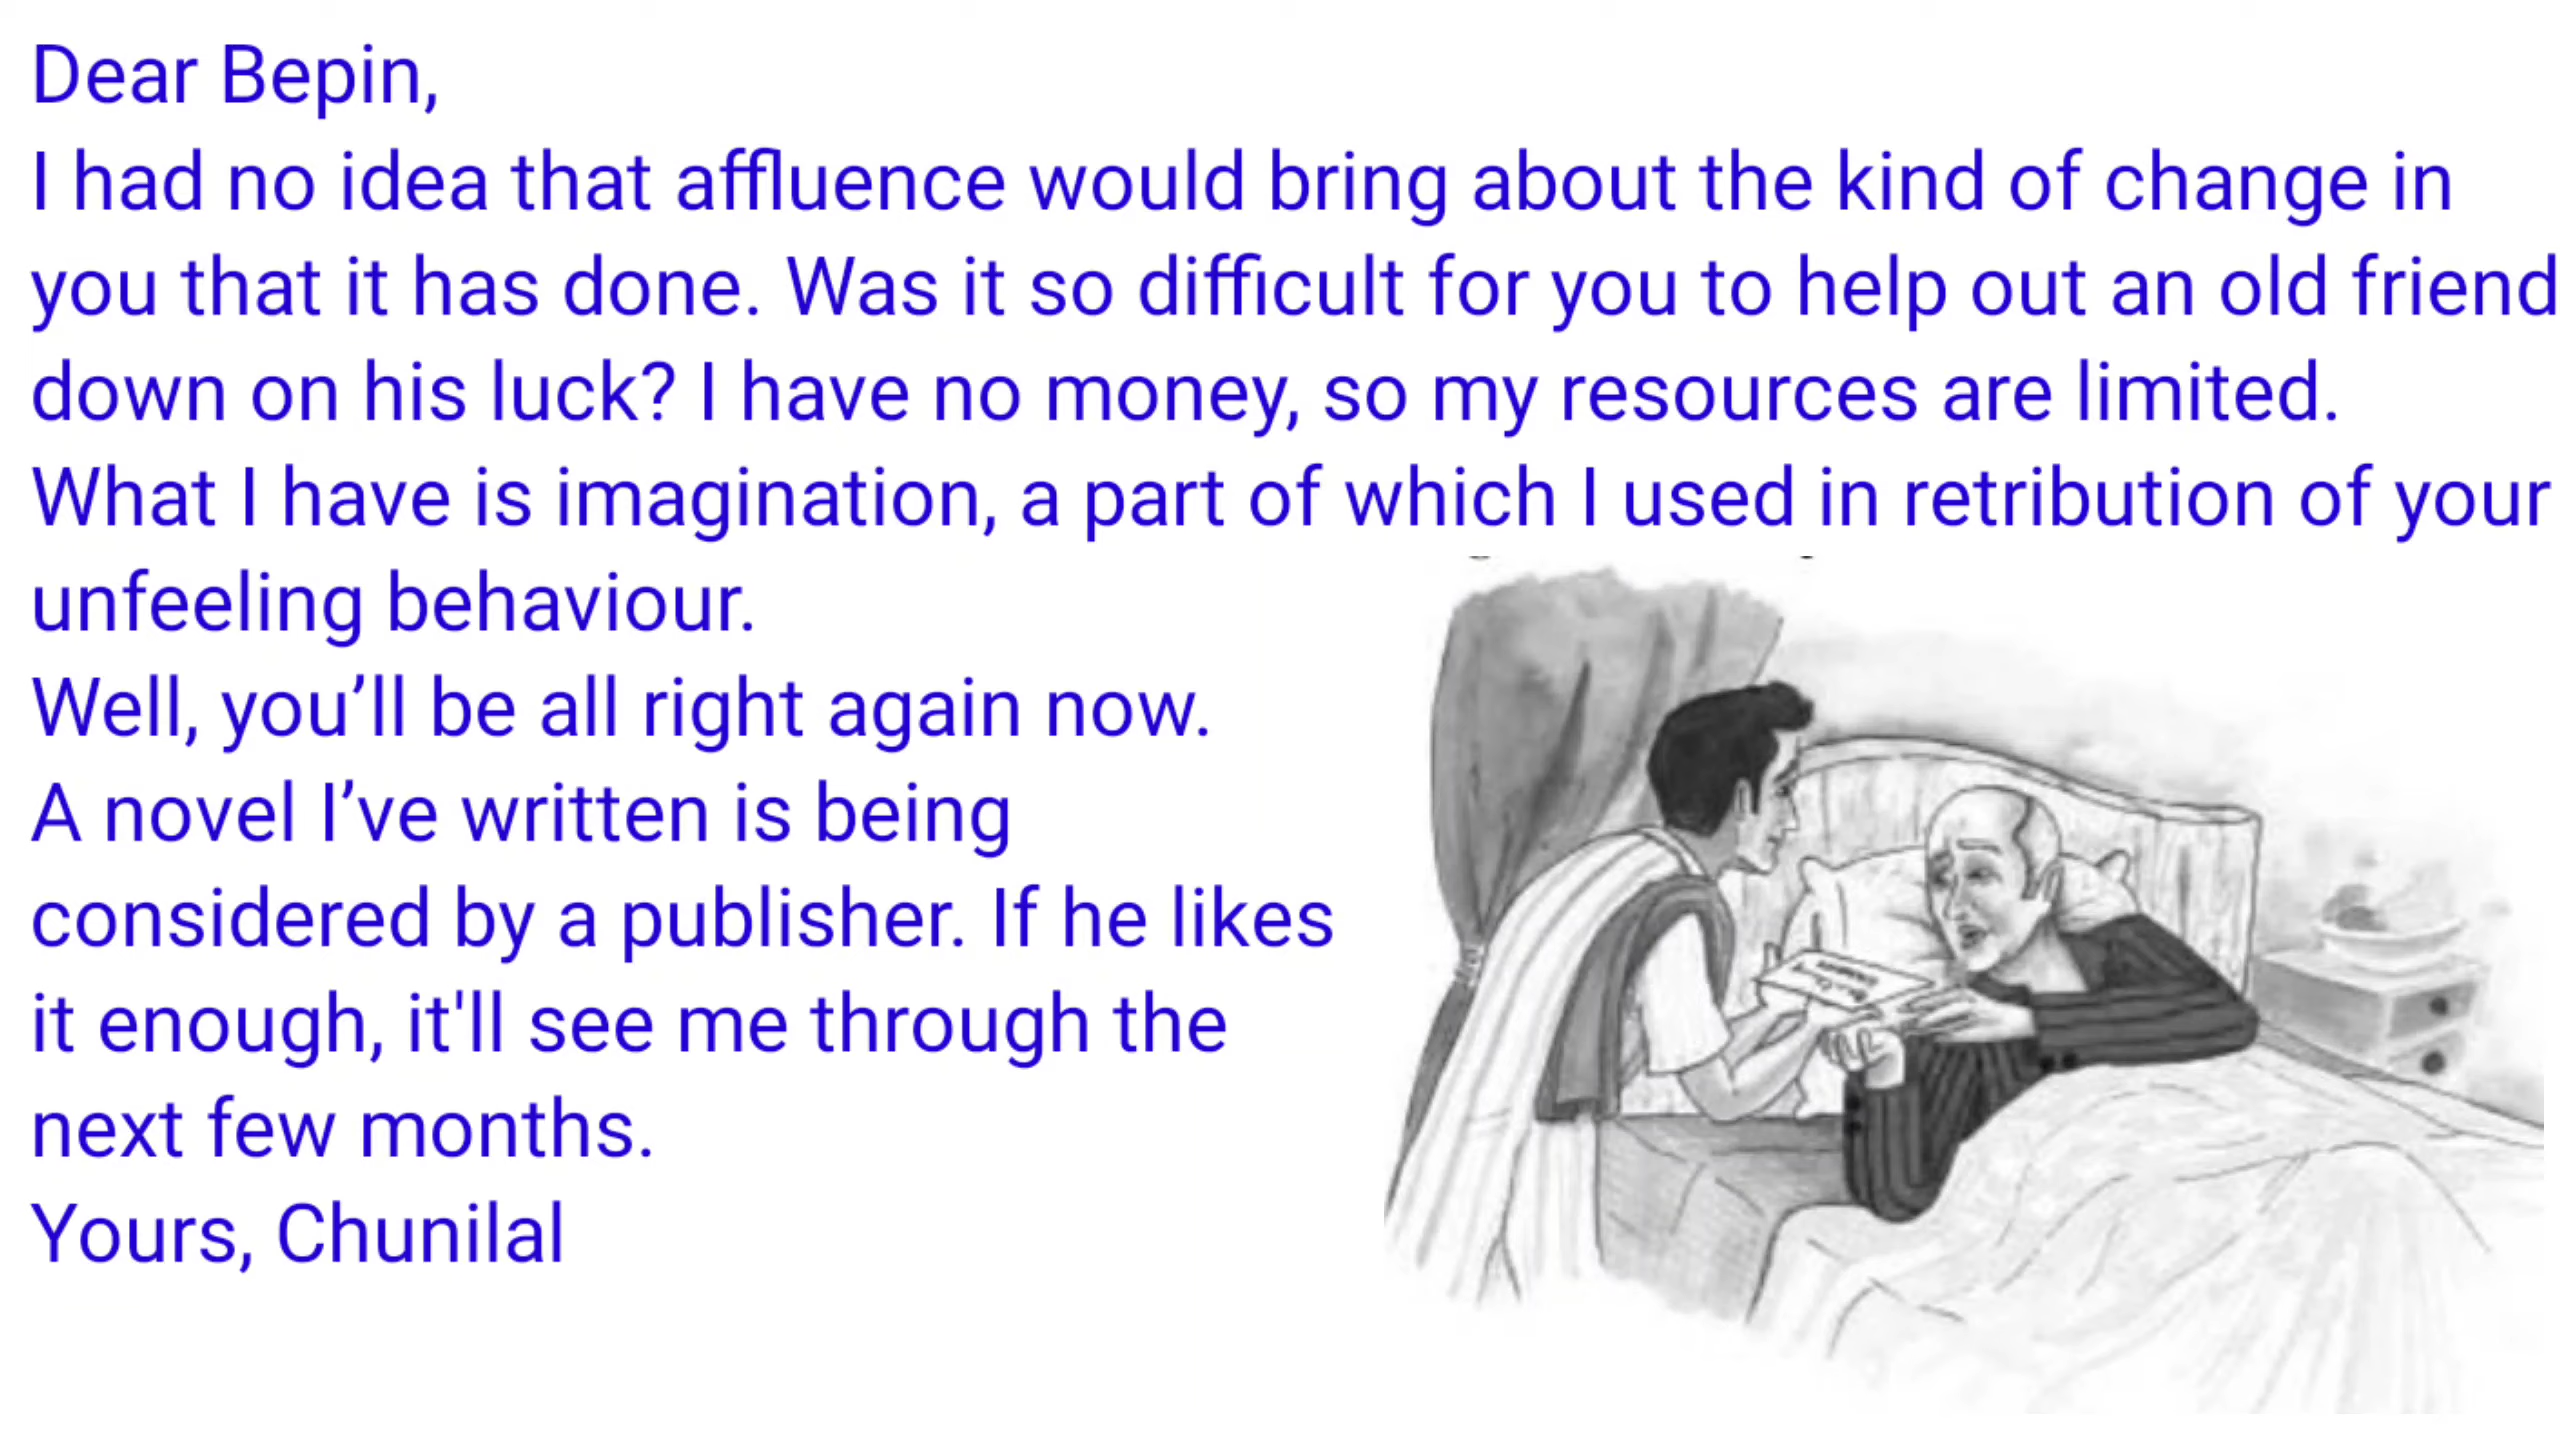 Dear Bepin,
I had no idea that affluence would bring about the kind of change in
you that it has done. Was it so difficult for you to help out an old friend
down on his luck? I have no money, so my resources are limited.
What I have is imagination, a part of which I used in retribution of your
unfeeling behaviour.
Well, you’ll be all right again now.
A novel I’ve written is being
considered by a publisher. If he likes
it enough, it'll see me through the
next few months.
Yours, Chunilal